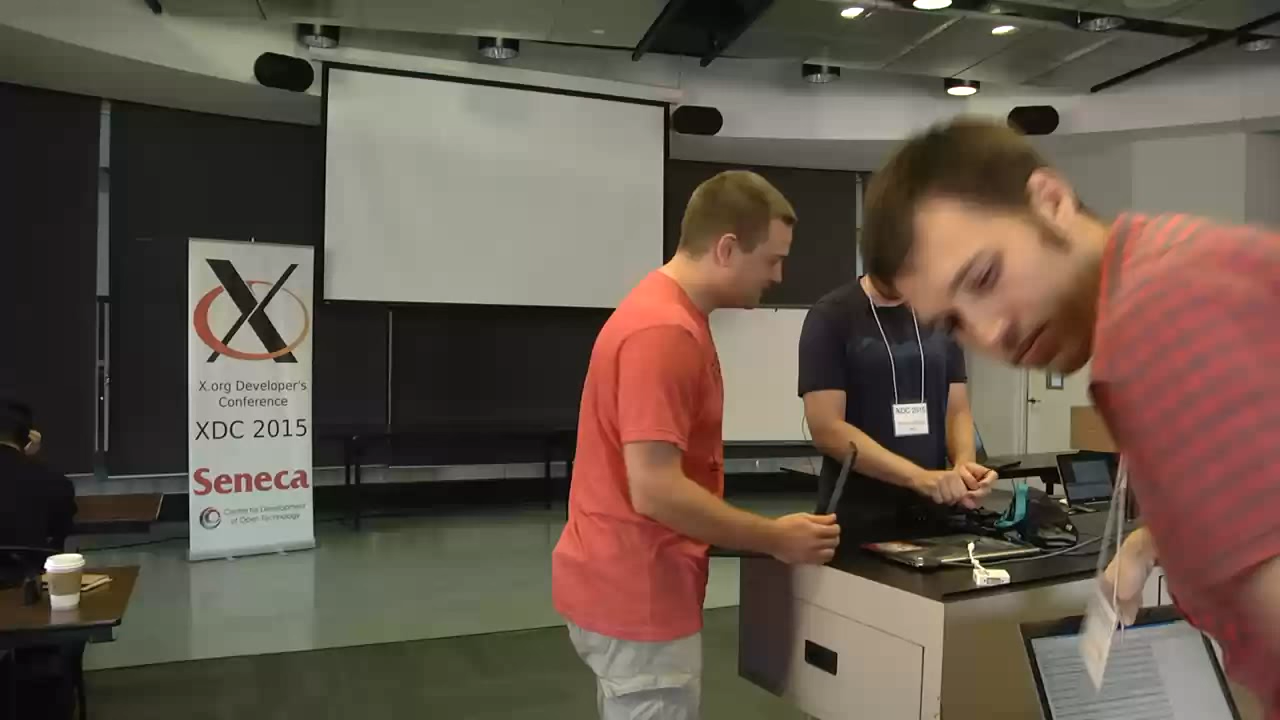 X
X.org Developer's
Conference
XDC 2015
Seneca
Centre for Development
of Open Technology
XDC 2015